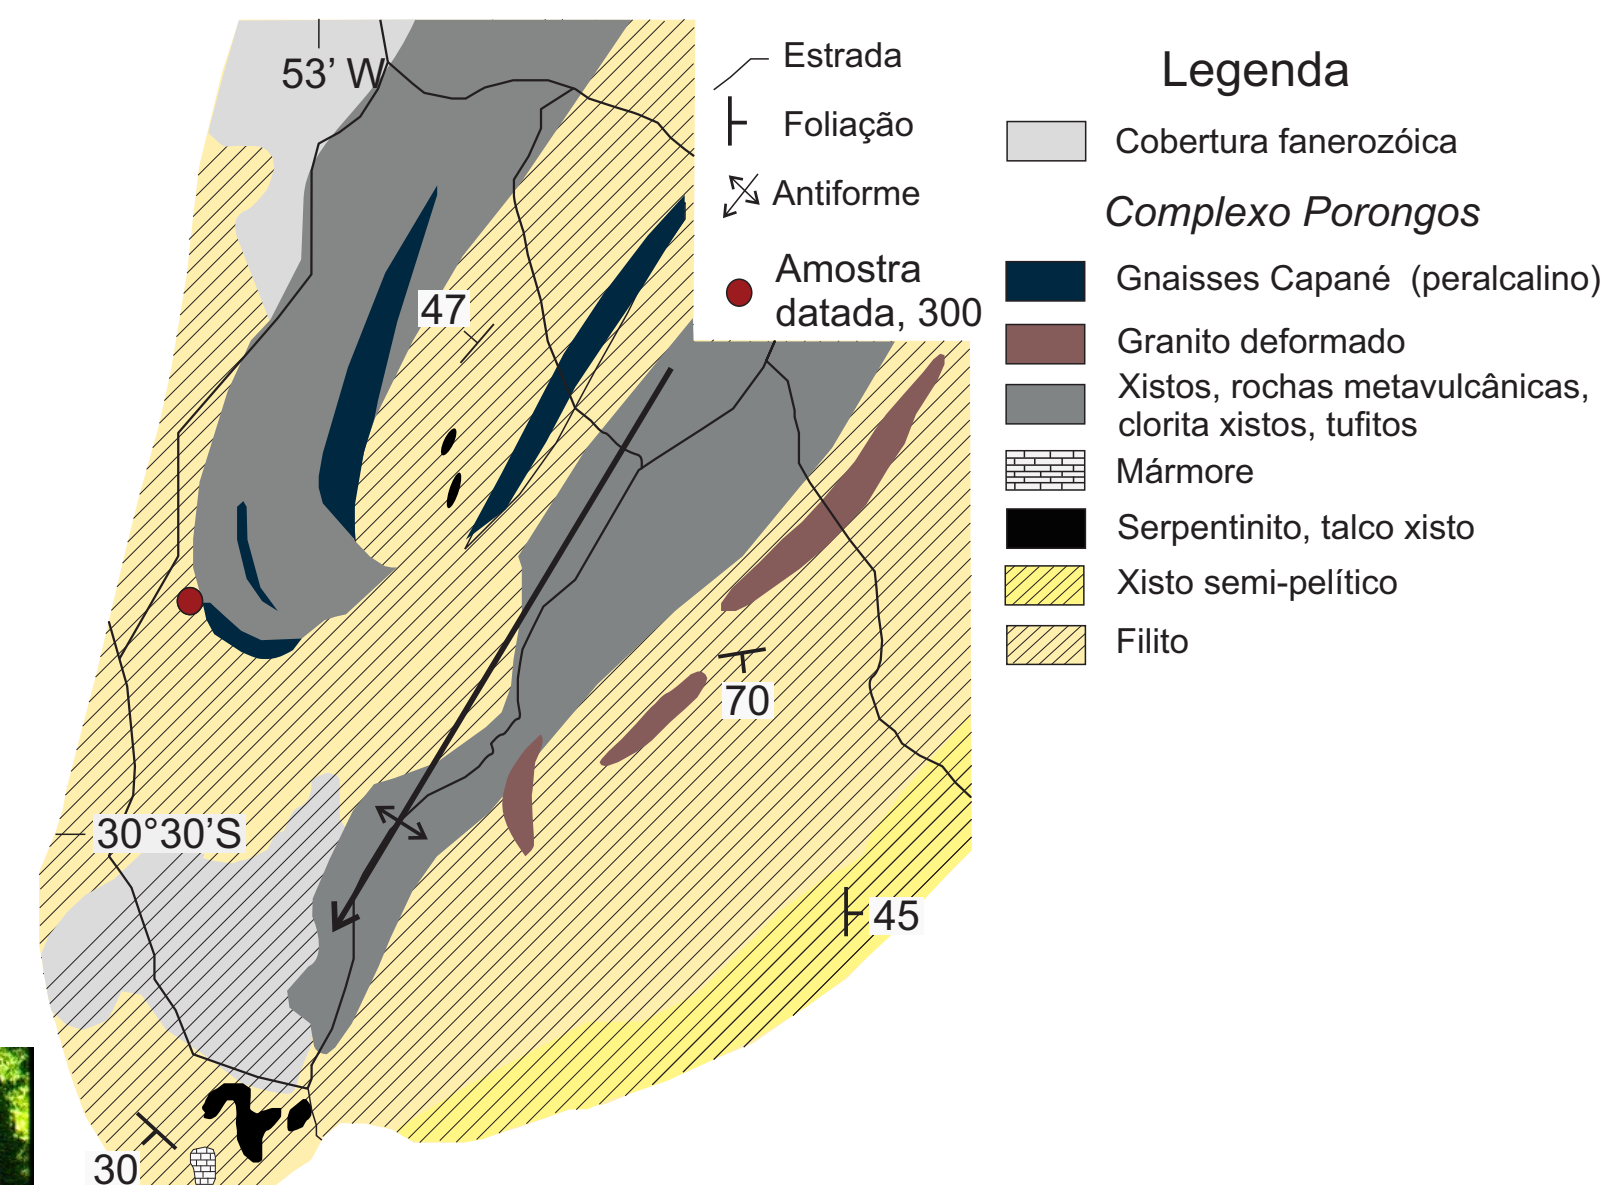 53’ W
47
70
30°30’S
45
30
Estrada
Foliação
Antiforme
Amostra
datada, 300
Legenda
Cobertura fanerozóica
Complexo Porongos
Gnaisses Capané (peralcalino)
Granito deformado
Xistos, rochas metavulcânicas,
clorita xistos, tufitos
Mármore
Serpentinito, talco xisto
Xisto semi-pelítico
Filito